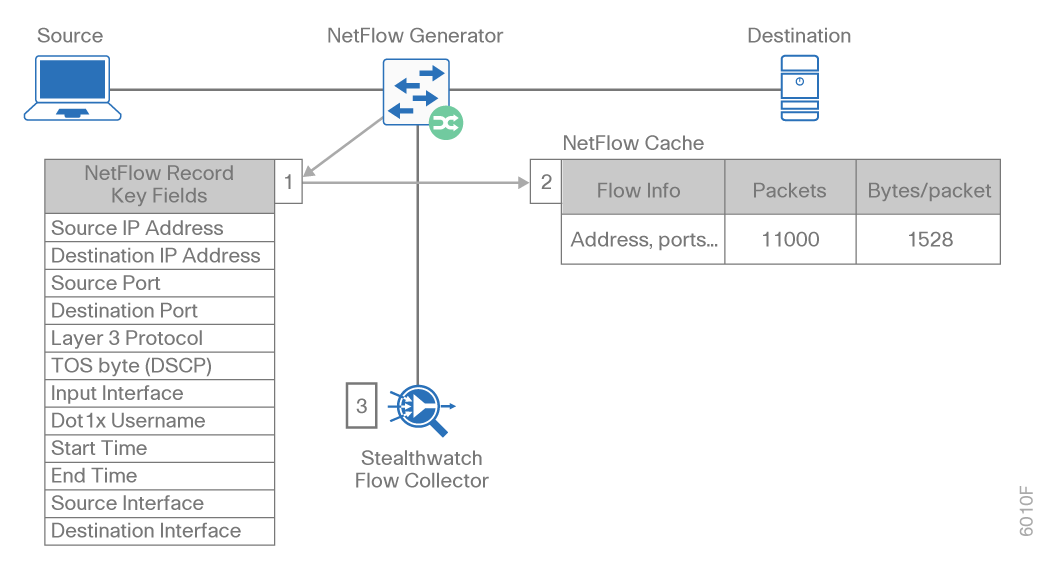 Source
NetFlow Generator
Destination
NetFlow Cache
NetFlow Record
Key Fields
1
2
Flow Info
Packets
Bytes/packet
Address, ports...
11000
1528
Source IP Address
Destination IP Address
Source Port
Destination Port
Layer 3 Protocol
TOS byte (DSCP)
Input Interface
Dot1x Username
Start Time
End Time
Source Interface
Destination Interface
3
Stealthwatch
Flow Collector
6010F